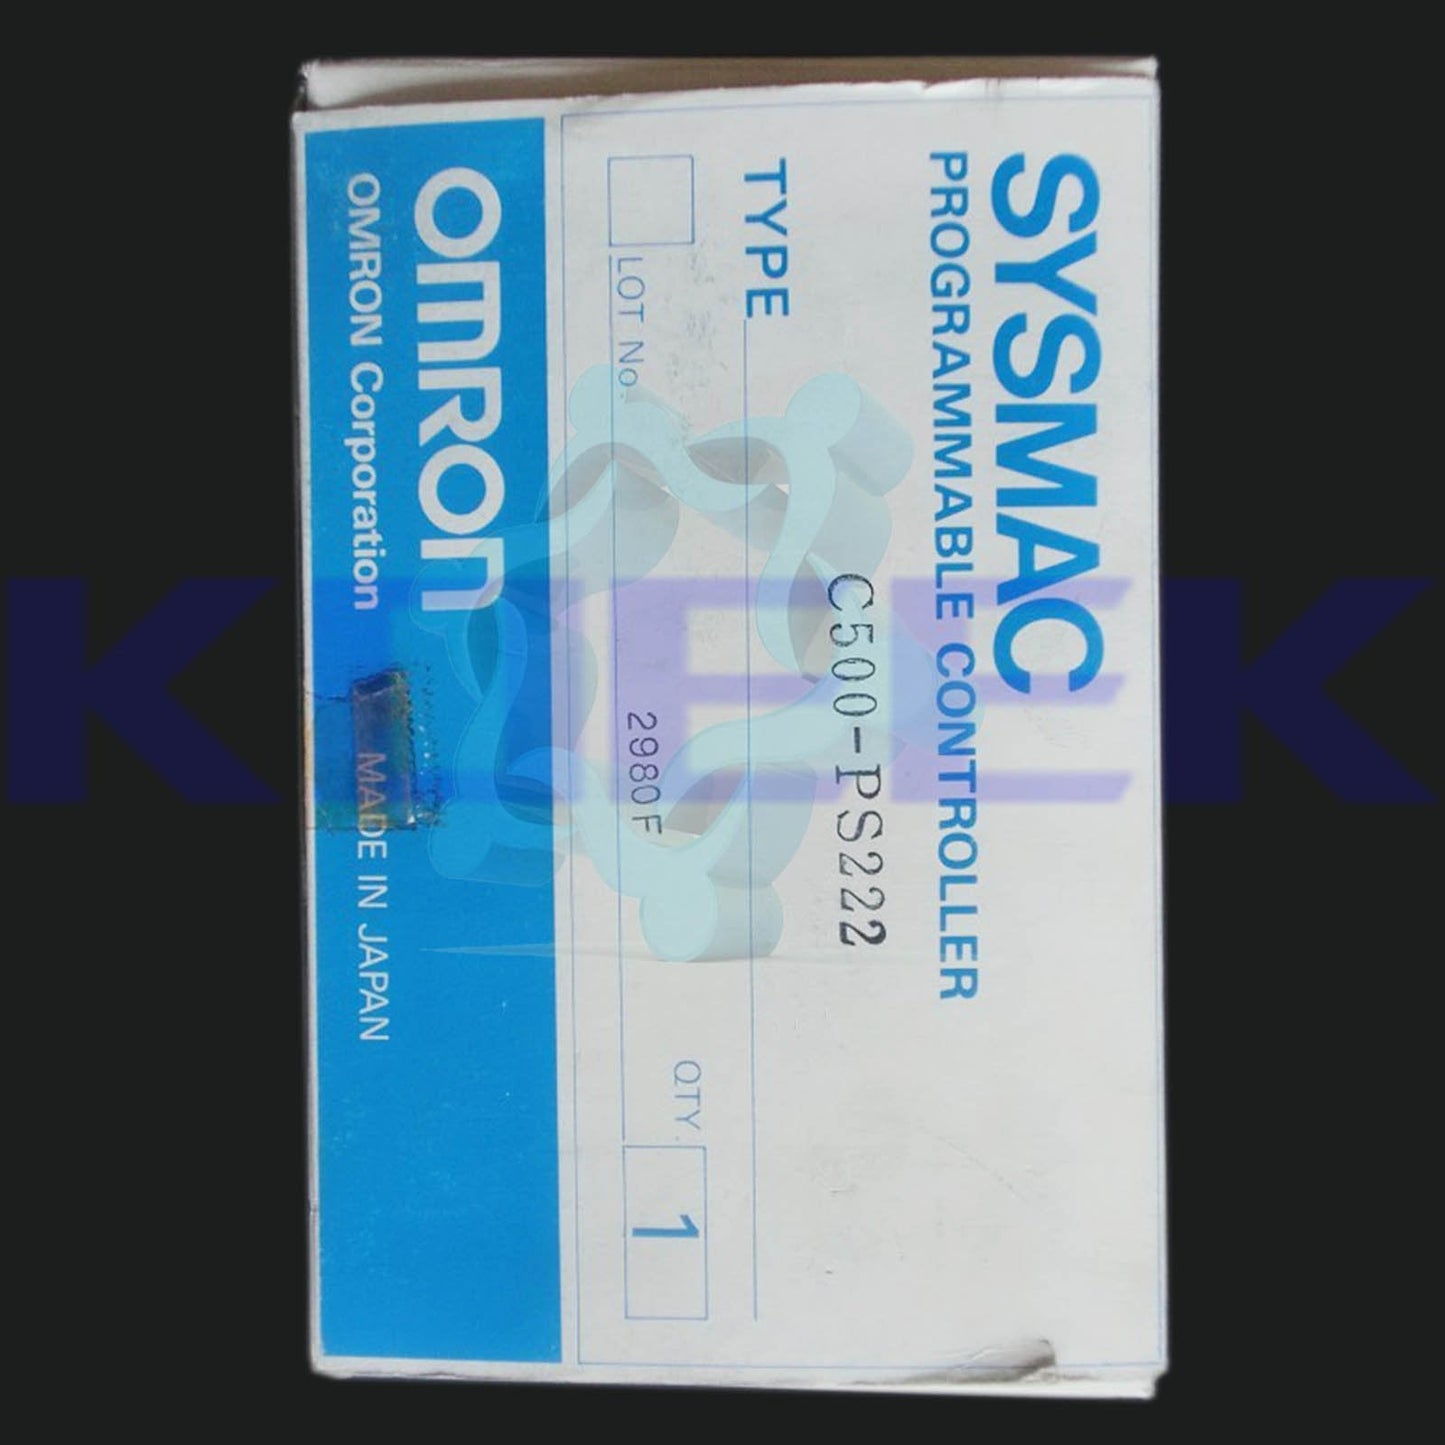 SYSMAC
PROGRAMMABLE CONTROLLER
C500-PS222
TYPE
QTY.
1
LOT No.
2980F
OMRON
OMRON Corporation
MADE IN JAPAN